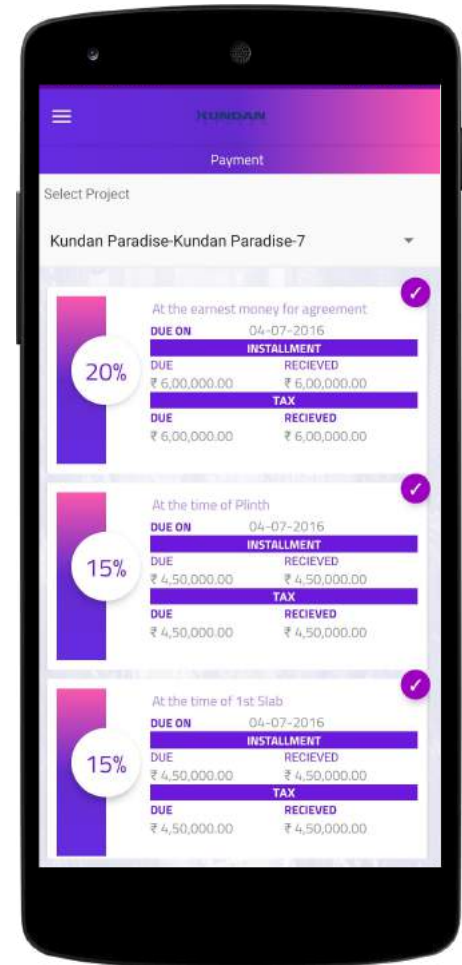 KUNDAN
Payment
Select Project
Kundan Paradise-Kundan Paradise-7
At the earnest money for agreement
DUE ON 04-07-2016
INSTALLMENT
DUE RECIEVED
₹ 6,00,000.00 ₹ 6,00,000.00
TAX
DUE RECIEVED
₹ 6,00,000.00 ₹ 6,00,000.00
20%
At the time of Plinth
DUE ON 04-07-2016
INSTALLMENT
DUE RECIEVED
₹ 4,50,000.00 ₹ 4,50,000.00
TAX
DUE RECIEVED
₹ 4,50,000.00 ₹ 4,50,000.00
15%
At the time of 1st Slab
DUE ON 04-07-2016
INSTALLMENT
DUE RECIEVED
₹ 4,50,000.00 ₹ 4,50,000.00
TAX
DUE RECIEVED
₹ 4,50,000.00 ₹ 4,50,000.00
15%